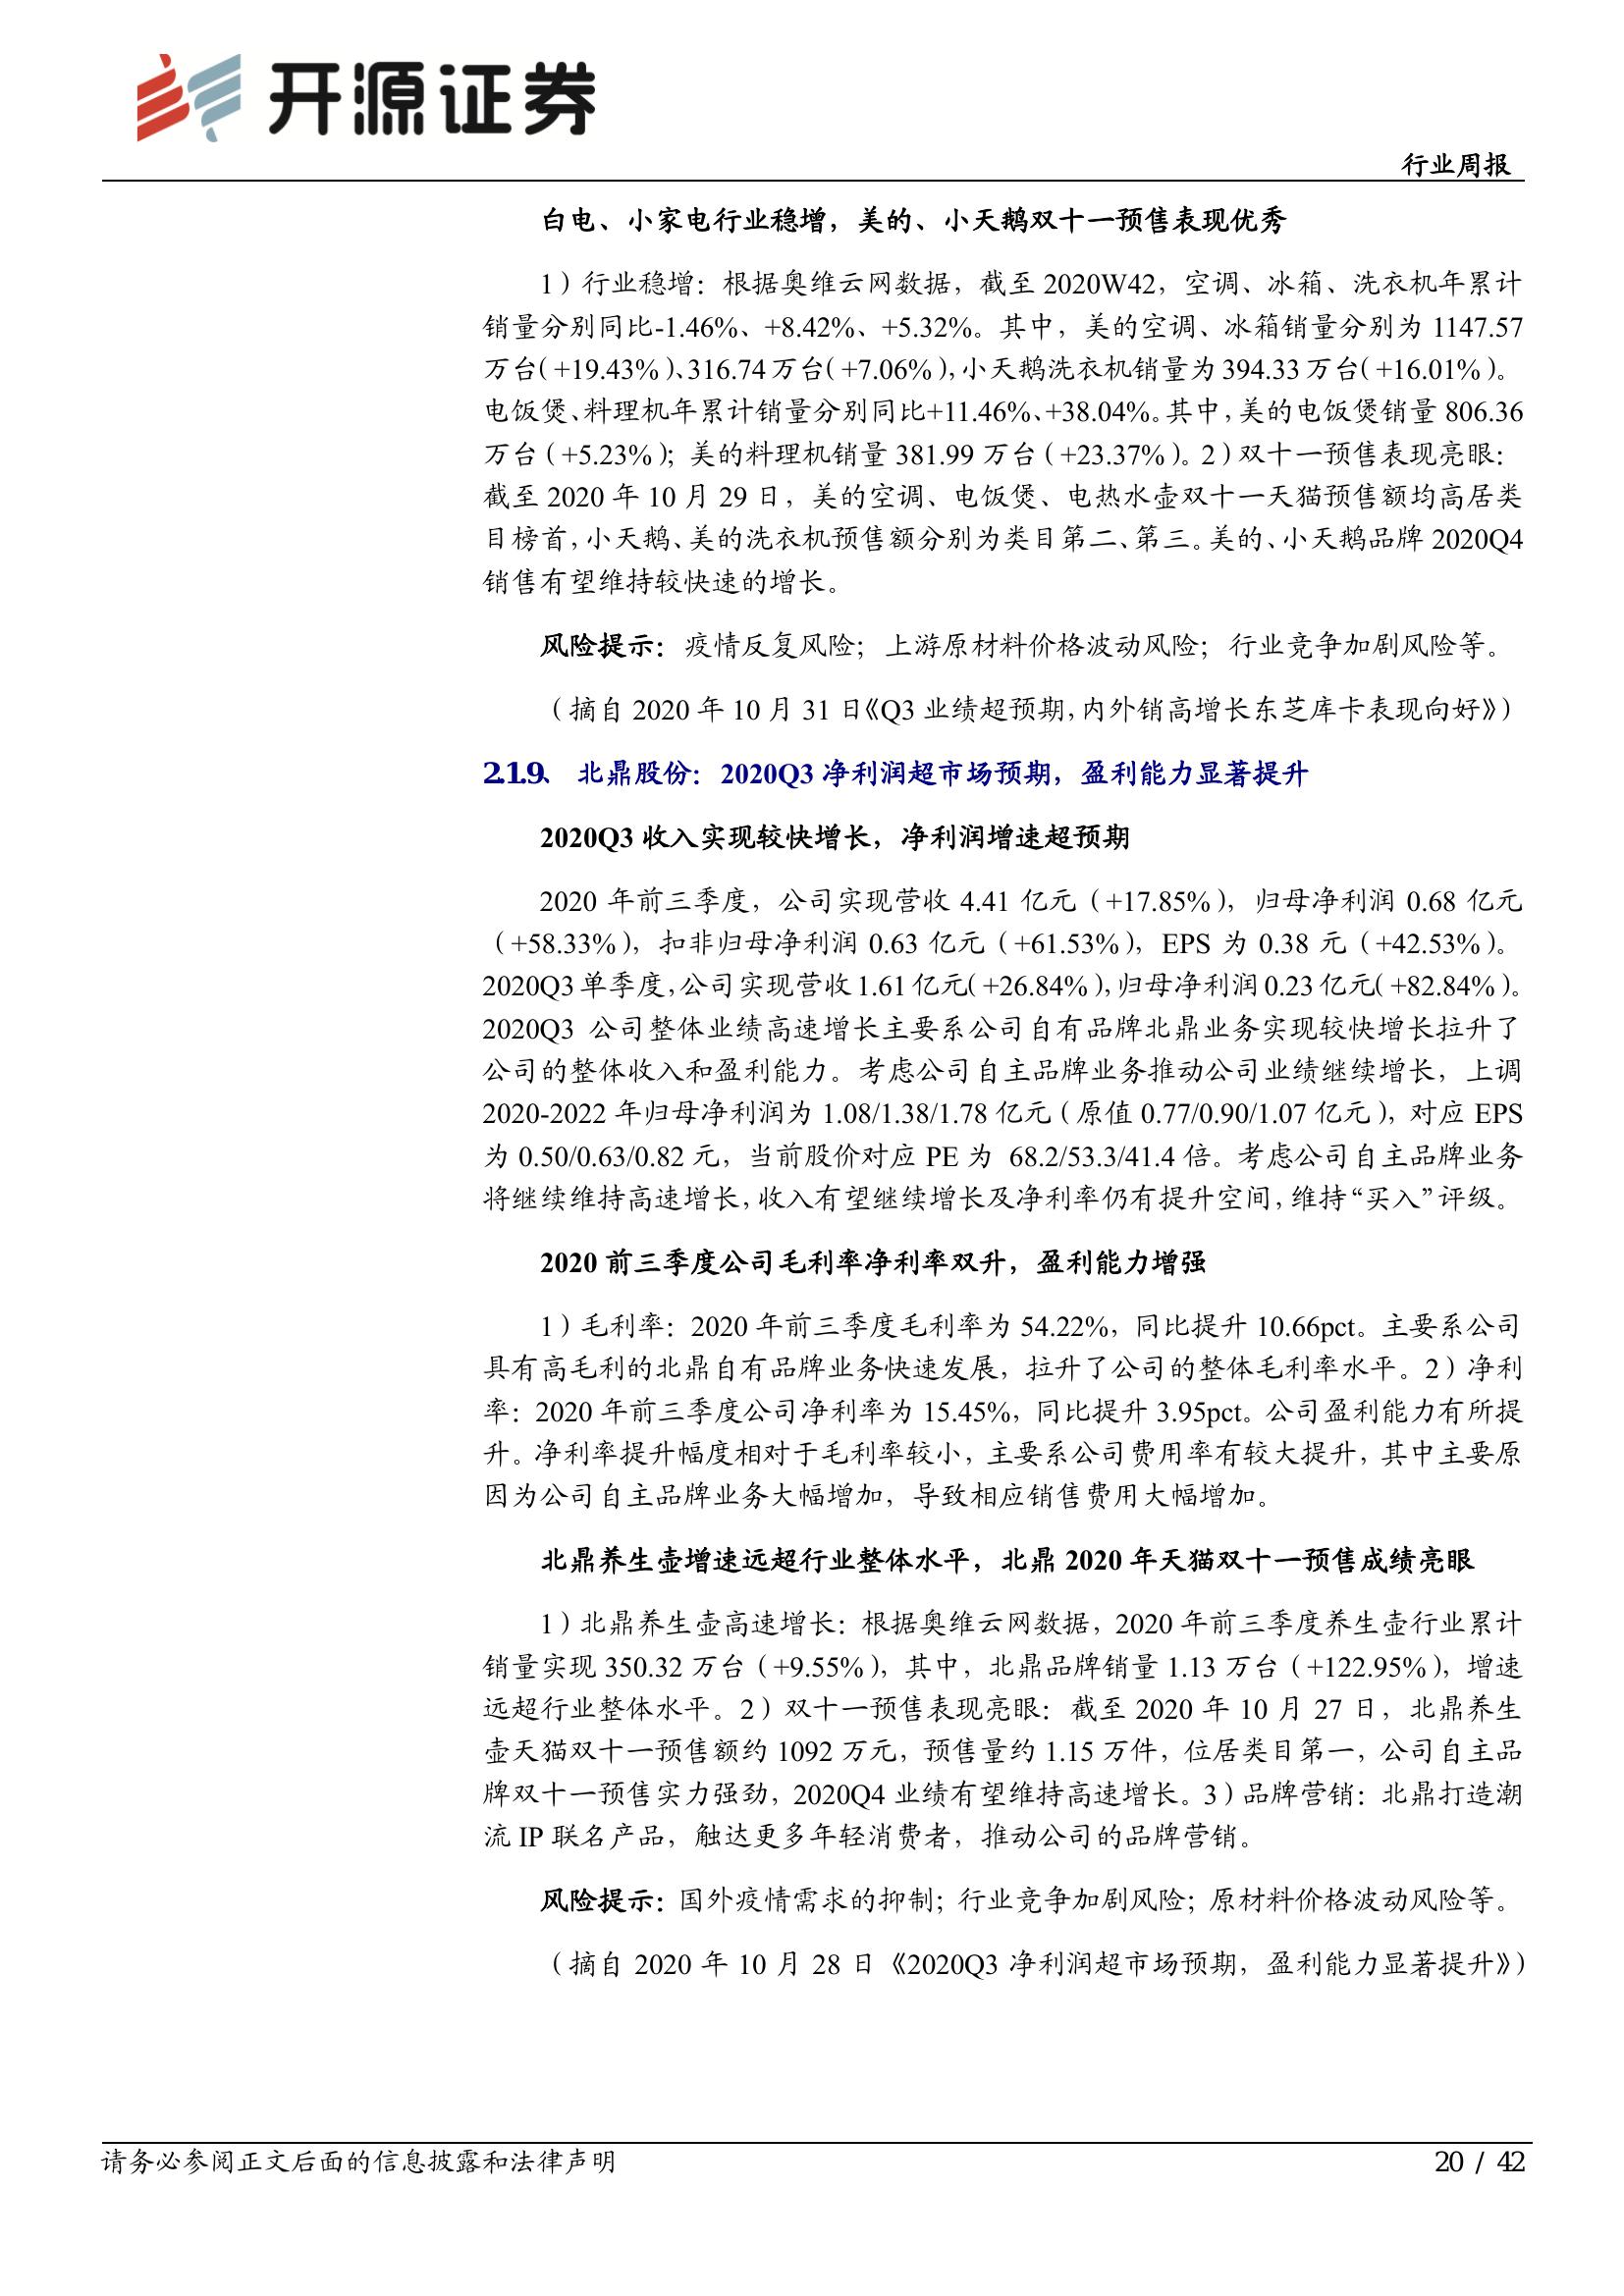 开源证券
行业周报
白电、小家电行业稳增，美的、小天鹅双十一预售表现优秀
1）行业稳增：根据奥维云网数据，截至 2020W42，空调、冰箱、洗衣机年累计
销量分别同比-1.46%、+8.42%、+5.32%。其中，美的空调、冰箱销量分别为 1147.57
万台（+19.43%）、316.74 万台（+7.06%），小天鹅洗衣机销量为 394.33 万台（+16.01%）。
电饭煲、料理机年累计销量分别同比+11.46%、+38.04%。其中，美的电饭煲销量 806.36
万台（+5.23%）；美的料理机销量 381.99 万台（+23.37%）。2）双十一预售表现亮眼：
截至 2020 年 10 月 29 日，美的空调、电饭煲、电热水壶双十一天猫预售额均高居类
目榜首，小天鹅、美的洗衣机预售额分别为类目第二、第三。美的、小天鹅品牌 2020Q4
销售有望维持较快速的增长。
风险提示：疫情反复风险；上游原材料价格波动风险；行业竞争加剧风险等。
（摘自 2020 年 10 月 31 日《Q3 业绩超预期，内外销高增长东芝库卡表现向好》）
2.1.9、 北鼎股份：2020Q3 净利润超市场预期，盈利能力显著提升
2020Q3 收入实现较快增长，净利润增速超预期
2020 年前三季度，公司实现营收 4.41 亿元（+17.85%），归母净利润 0.68 亿元
（+58.33%），扣非归母净利润 0.63 亿元（+61.53%），EPS 为 0.38 元（+42.53%）。
2020Q3 单季度，公司实现营收 1.61 亿元（+26.84%），归母净利润 0.23 亿元（+82.84%）。
2020Q3 公司整体业绩高速增长主要系公司自有品牌北鼎业务实现较快增长拉升了
公司的整体收入和盈利能力。考虑公司自主品牌业务推动公司业绩继续增长，上调
2020-2022 年归母净利润为 1.08/1.38/1.78 亿元（原值 0.77/0.90/1.07 亿元），对应 EPS
为 0.50/0.63/0.82 元，当前股价对应 PE 为 68.2/53.3/41.4 倍。考虑公司自主品牌业务
将继续维持高速增长，收入有望继续增长及净利率仍有提升空间，维持“买入”评级。
2020 前三季度公司毛利率净利率双升，盈利能力增强
1）毛利率：2020 年前三季度毛利率为 54.22%，同比提升 10.66pct。主要系公司
具有高毛利的北鼎自有品牌业务快速发展，拉升了公司的整体毛利率水平。2）净利
率：2020 年前三季度公司净利率为 15.45%，同比提升 3.95pct。公司盈利能力有所提
升。净利率提升幅度相对于毛利率较小，主要系公司费用率有较大提升，其中主要原
因为公司自主品牌业务大幅增加，导致相应销售费用大幅增加。
北鼎养生壶增速远超行业整体水平，北鼎 2020 年天猫双十一预售成绩亮眼
1）北鼎养生壶高速增长：根据奥维云网数据，2020 年前三季度养生壶行业累计
销量实现 350.32 万台（+9.55%），其中，北鼎品牌销量 1.13 万台（+122.95%），增速
远超行业整体水平。2）双十一预售表现亮眼：截至 2020 年 10 月 27 日，北鼎养生
壶天猫双十一预售额约 1092 万元，预售量约 1.15 万件，位居类目第一，公司自主品
牌双十一预售实力强劲，2020Q4 业绩有望维持高速增长。3）品牌营销：北鼎打造潮
流 IP 联名产品，触达更多年轻消费者，推动公司的品牌营销。
风险提示：国外疫情需求的抑制；行业竞争加剧风险；原材料价格波动风险等。
（摘自 2020 年 10 月 28 日《2020Q3 净利润超市场预期，盈利能力显著提升》）
请务必参阅正文后面的信息披露和法律声明
20 / 42